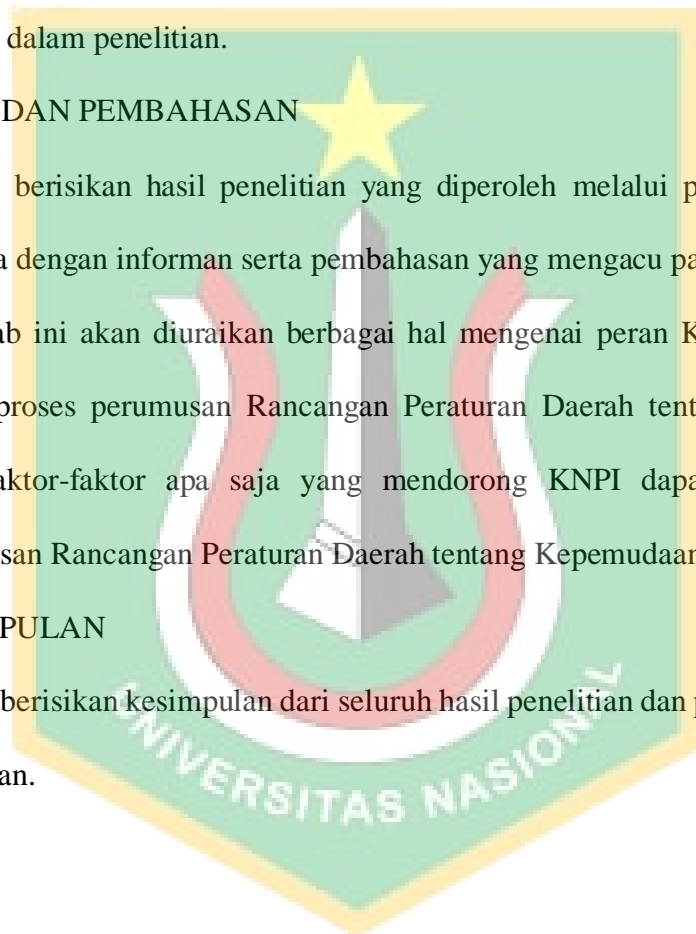 dalam penelitian.
DAN PEMBAHASAN
berisikan hasil penelitian yang diperoleh melalui p
a dengan informan serta pembahasan yang mengacu pa
ab ini akan diuraikan berbagai hal mengenai peran K
proses perumusan Rancangan Peraturan Daerah tent
aktor-faktor apa saja yang mendorong KNPI dapa
san Rancangan Peraturan Daerah tentang Kepemudaan
PULAN
berisikan kesimpulan dari seluruh hasil penelitian dan p
an.
UNIVERSITAS NASIONAL